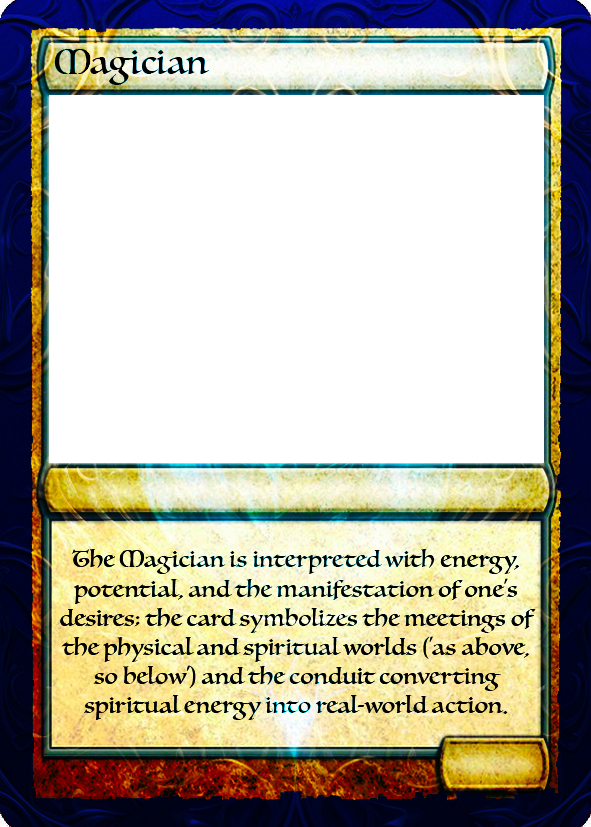 Magician
The Magician is interpreted with energy,
potential, and the manifestation of one's
desires; the card symbolizes the meetings of
the physical and spiritual worlds ('as above,
so below') and the conduit converting
spiritual energy into real-world action.